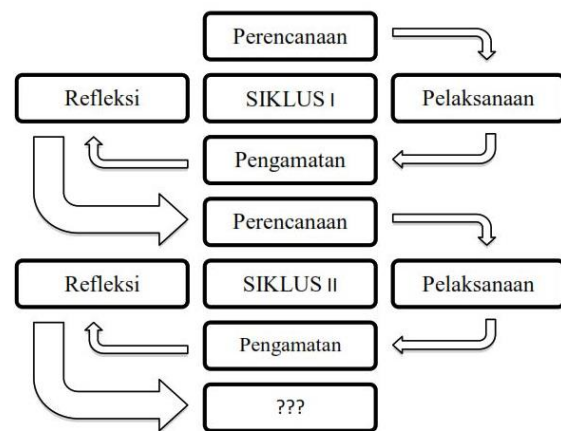 Perencanaan
Refleksi
SIKLUS I
Pelaksanaan
Pengamatan
Perencanaan
Refleksi
SIKLUS II
Pelaksanaan
Pengamatan
???